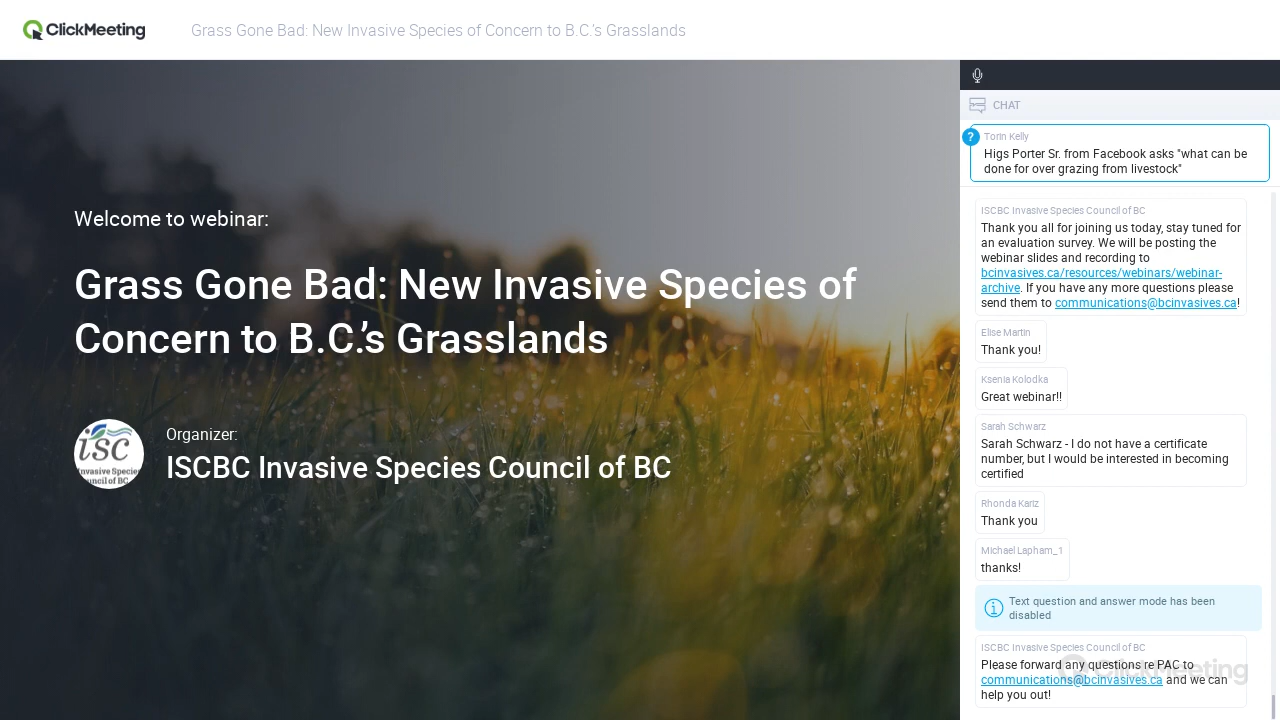 ClickMeeting
Grass Gone Bad: New Invasive Species of Concern to B.C.'s Grasslands
Welcome to webinar:
Grass Gone Bad: New Invasive Species of
Concern to B.C.'s Grasslands
isc
Invasive Species
Council of BC
Organizer:
ISCBC Invasive Species Council of BC
CHAT
?
Torin Kelly
Higs Porter Sr. from Facebook asks "what can be
done for over grazing from livestock"
ISCBC Invasive Species Council of BC
Thank you all for joining us today, stay tuned for
an evaluation survey. We will be posting the
webinar slides and recording to
bcinvasives.ca/resources/webinars/webinar-
archive. If you have any more questions please
send them to communications@bcinvasives.ca!
Elise Martin
Thank you!
Ksenia Kolodka
Great webinar!!
Sarah Schwarz
Sarah Schwarz - I do not have a certificate
number, but I would be interested in becoming
certified
Rhonda Kariz
Thank you
Michael Lapham_1
thanks!
Text question and answer mode has been
disabled
ISCBC Invasive Species Council of BC
Please forward any questions re PAC to
communications@bcinvasives.ca and we can
help you out!
ClickMeeting